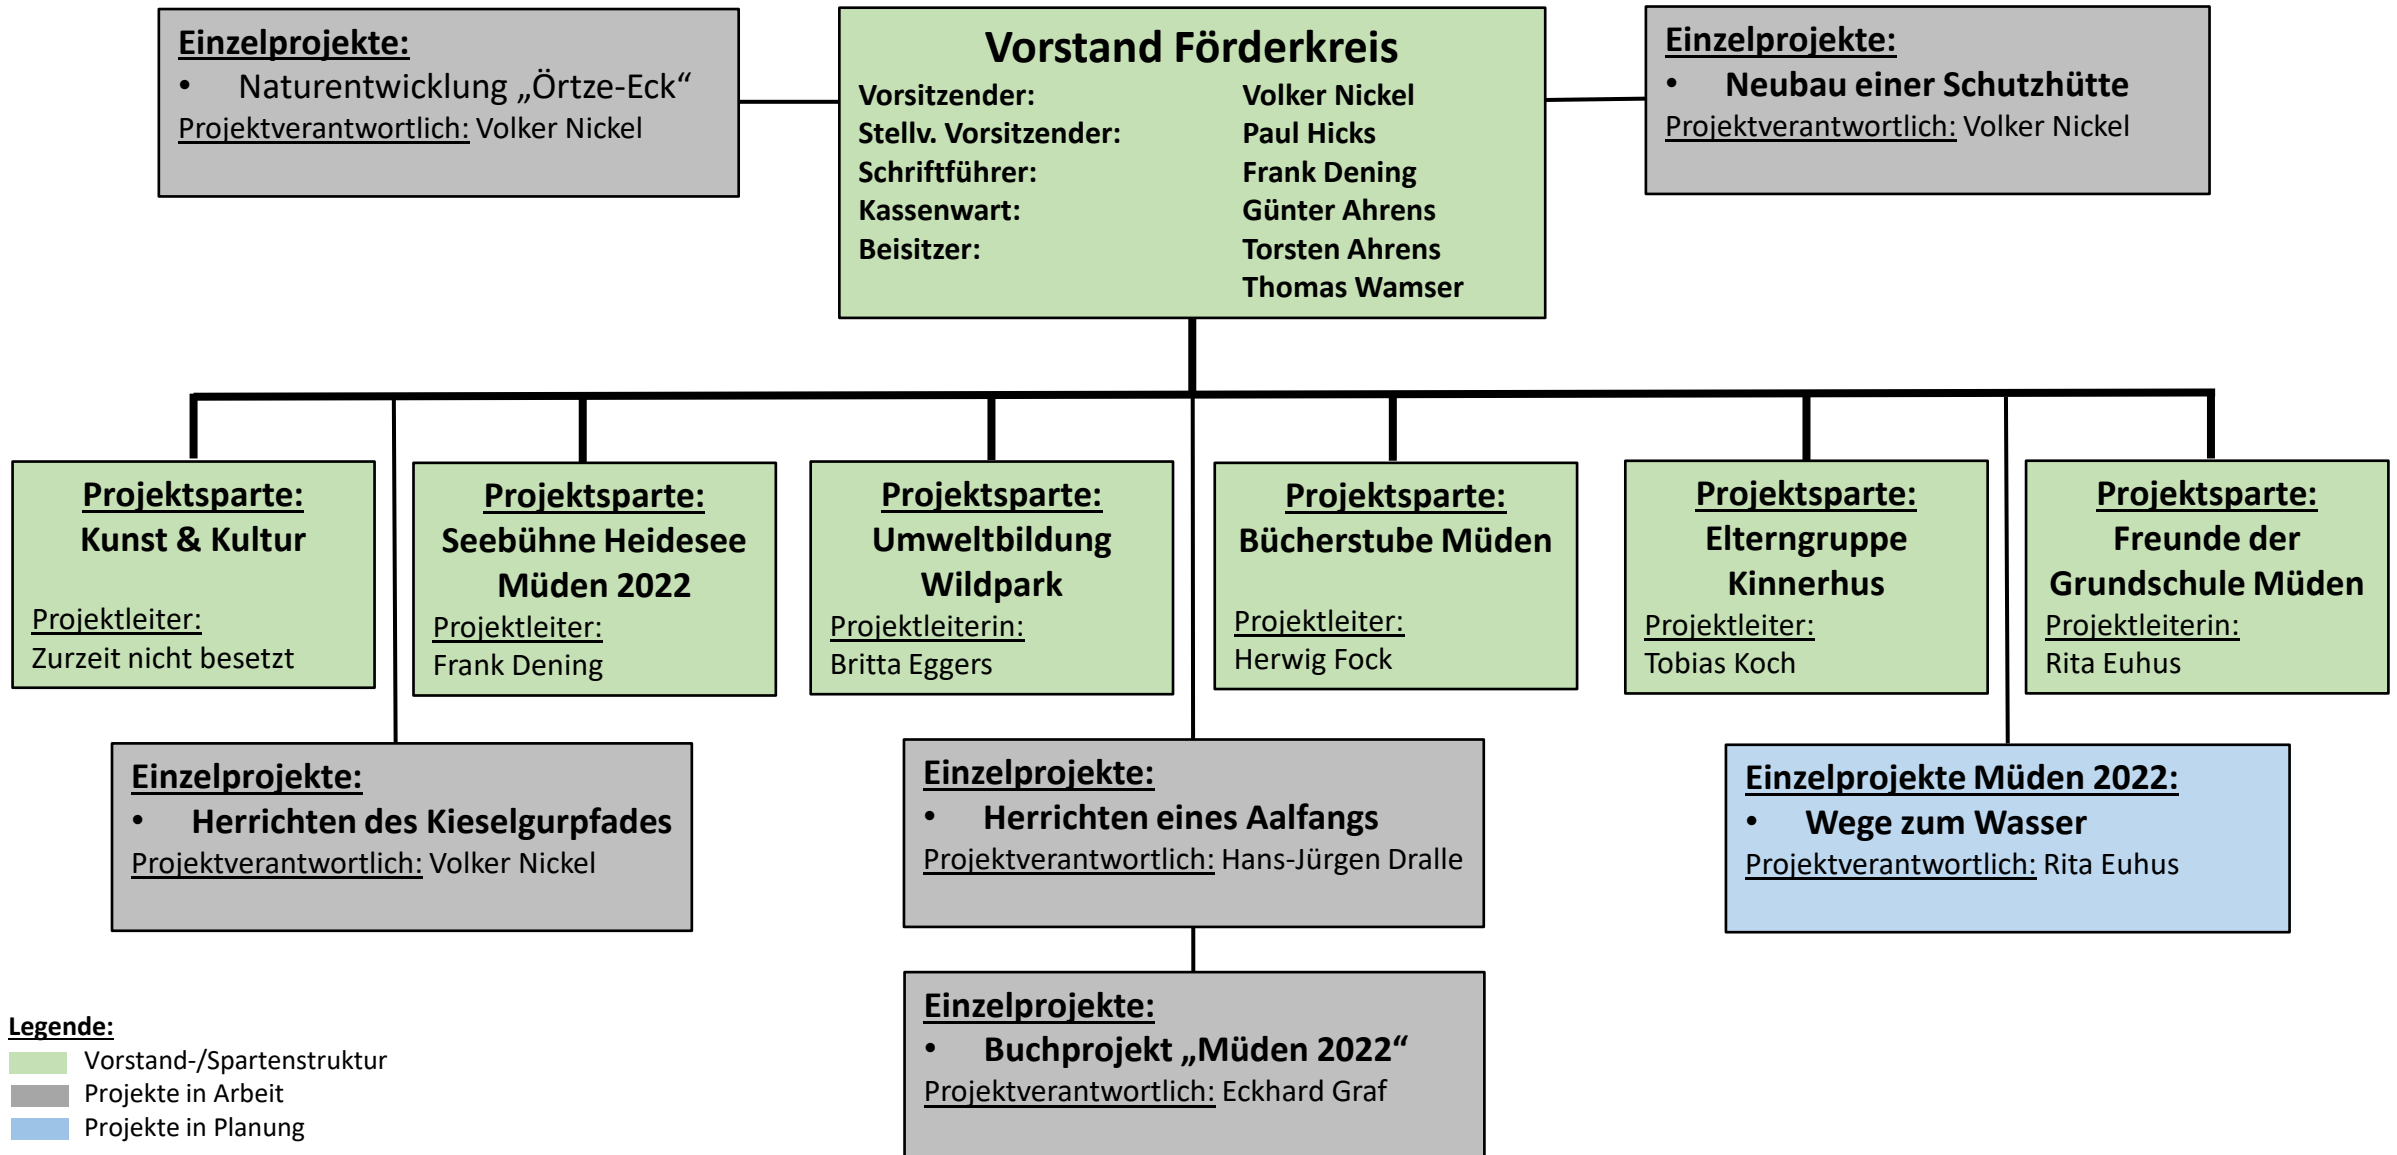 Einzelprojekte:
• Naturentwicklung „Örtze-Eck“
Projektverantwortlich: Volker Nickel
Vorstand Förderkreis
Vorsitzender: Volker Nickel
Stellv. Vorsitzender: Paul Hicks
Schriftführer: Frank Dening
Kassenwart: Günter Ahrens
Beisitzer: Torsten Ahrens
Thomas Wamser
Einzelprojekte:
• Neubau einer Schutzhütte
Projektverantwortlich: Volker Nickel
Projektsparte:
Kunst & Kultur
Projektleiter:
Zurzeit nicht besetzt
Projektsparte:
Seebühne Heidesee
Müden 2022
Projektleiter:
Frank Dening
Projektsparte:
Umweltbildung
Wildpark
Projektleiterin:
Britta Eggers
Projektsparte:
Bücherstube Müden
Projektleiter:
Herwig Fock
Projektsparte:
Elterngruppe
Kinnerhus
Projektleiter:
Tobias Koch
Projektsparte:
Freunde der
Grundschule Müden
Projektleiterin:
Rita Euhus
Einzelprojekte:
• Herrichten des Kieselgurpfades
Projektverantwortlich: Volker Nickel
Einzelprojekte:
• Herrichten eines Aalfangs
Projektverantwortlich: Hans-Jürgen Dralle
Einzelprojekte Müden 2022:
• Wege zum Wasser
Projektverantwortlich: Rita Euhus
Einzelprojekte:
• Buchprojekt „Müden 2022“
Projektverantwortlich: Eckhard Graf
Legende:
Vorstand-/Spartenstruktur
Projekte in Arbeit
Projekte in Planung